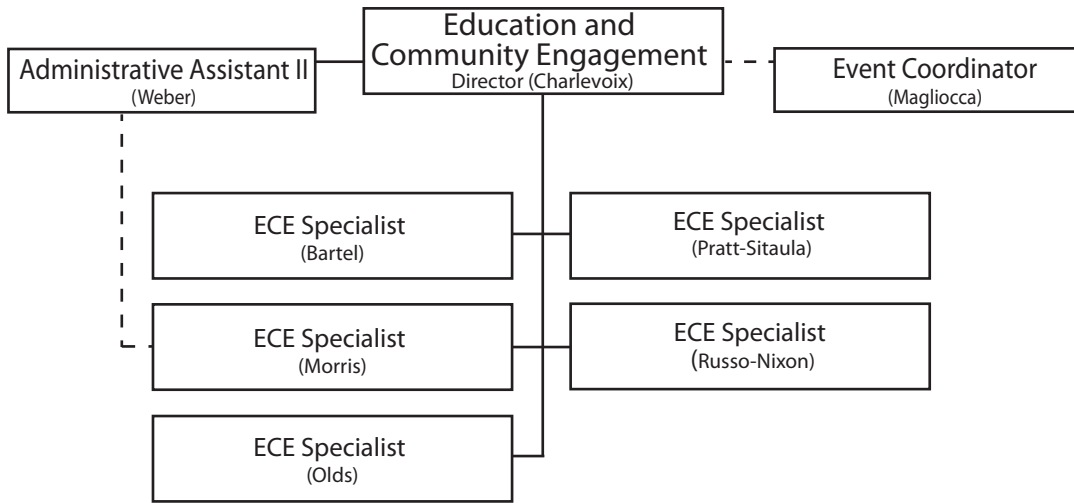 Education and
Community Engagement
Director (Charlevoix)
Administrative Assistant II
(Weber)
Event Coordinator
(Magliocca)
ECE Specialist
(Bartel)
ECE Specialist
(Pratt-Sitaula)
ECE Specialist
(Morris)
ECE Specialist
(Russo-Nixon)
ECE Specialist
(Olds)